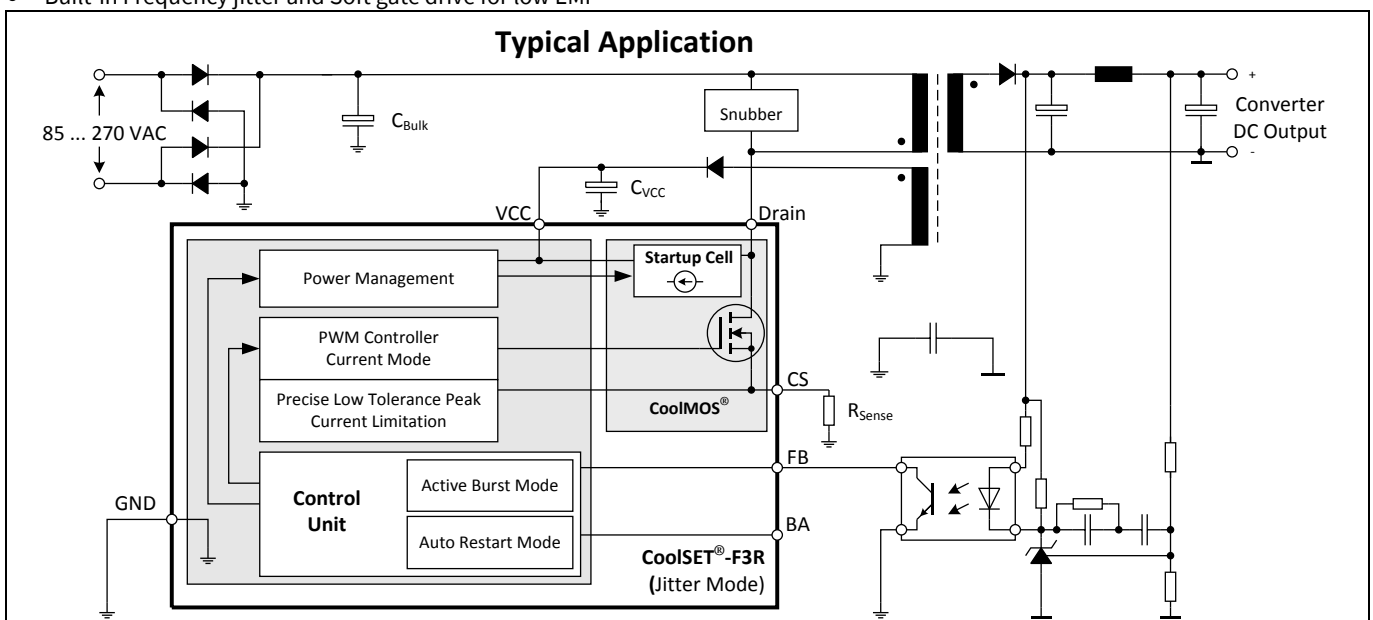 • Built-in Frequency jitter and Soft gate drive for low EMI
Typical Application
+
Snubber
Converter
DC Output
-
85 ... 270 VAC
CBulk
CVCC
VCC
Drain
Startup Cell
Power Management
PWM Controller
Current Mode
CS
Precise Low Tolerance Peak
Current Limitation
CoolMOS®
RSense
FB
Control
Unit
Active Burst Mode
GND
BA
Auto Restart Mode
CoolSET®-F3R
(Jitter Mode)